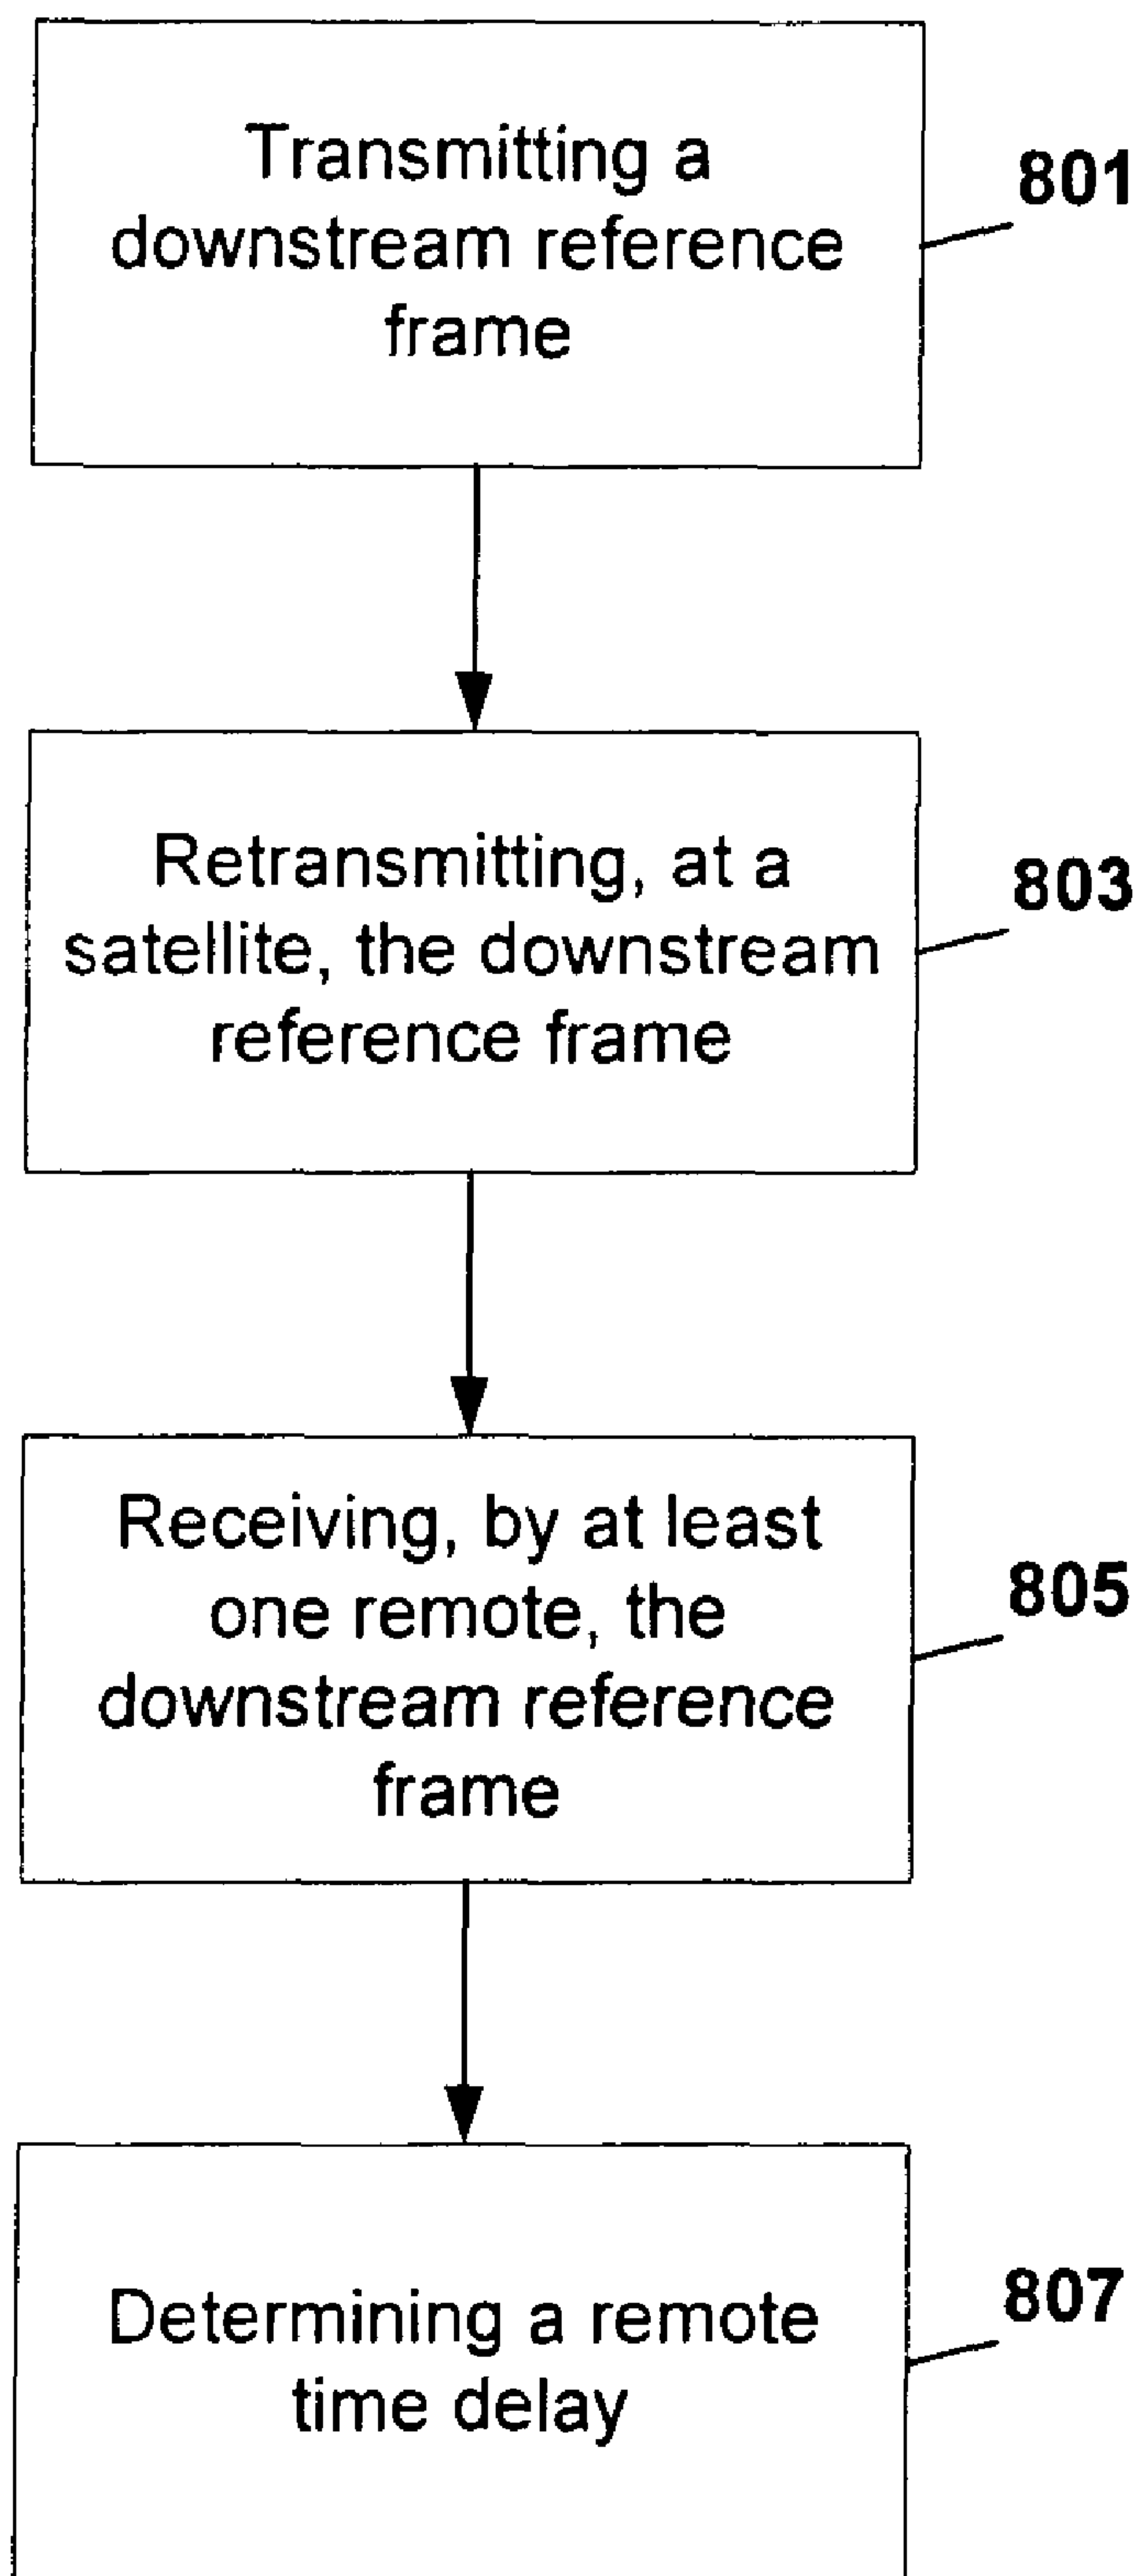 Transmitting a
downstream reference
frame
801
Retransmitting, at a
satellite, the downstream
reference frame
803
Receiving, by at least
one remote, the
downstream reference
frame
805
Determining a remote
time delay
807